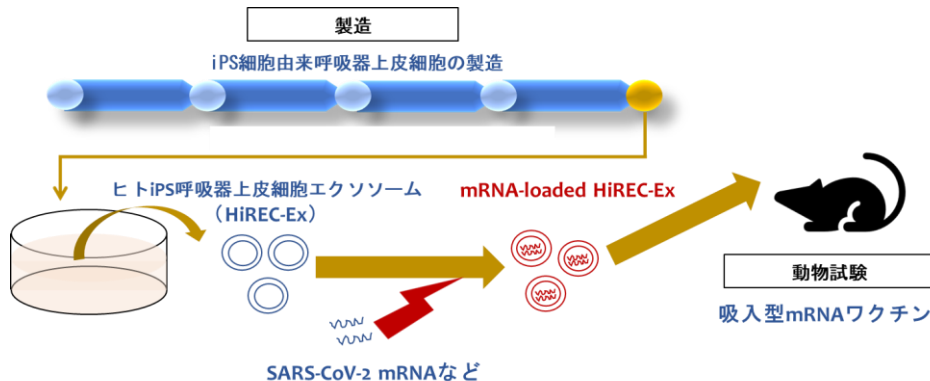 製造
iPS細胞由来呼吸器上皮細胞の製造
ヒトiPS呼吸器上皮細胞エクソソーム
（HiREC-Ex）
mRNA-loaded HiREC-Ex
SARS-CoV-2 mRNAなど
動物試験
吸入型mRNAワクチン